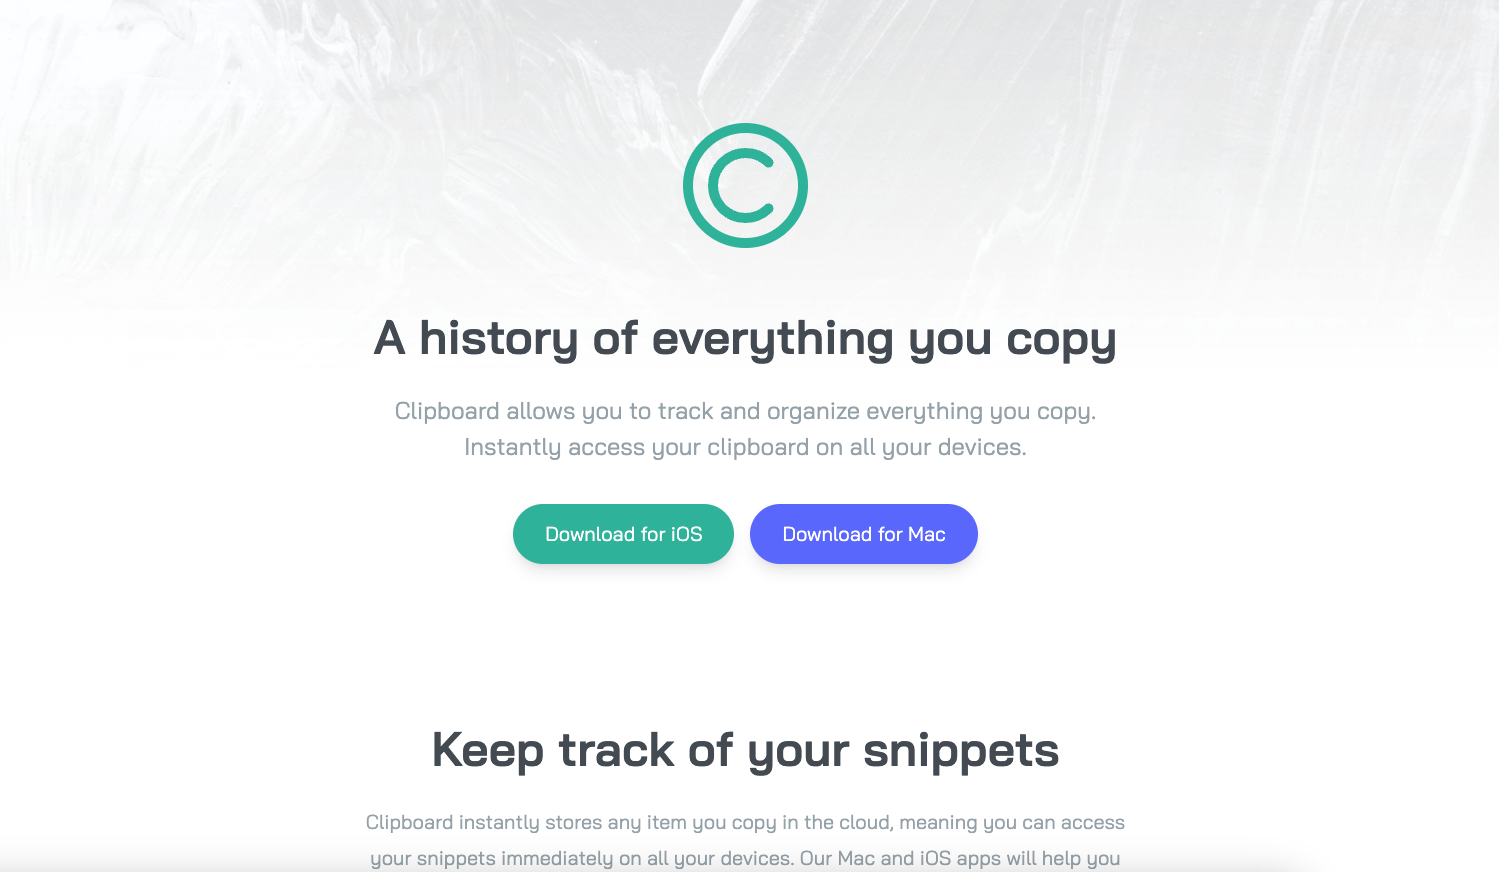 A history of everything you copy
Clipboard allows you to track and organize everything you copy.
Instantly access your clipboard on all your devices.
Download for iOS
Download for Mac
Keep track of your snippets
Clipboard instantly stores any item you copy in the cloud, meaning you can access
your snippets immediately on all your devices. Our Mac and iOS apps will help you